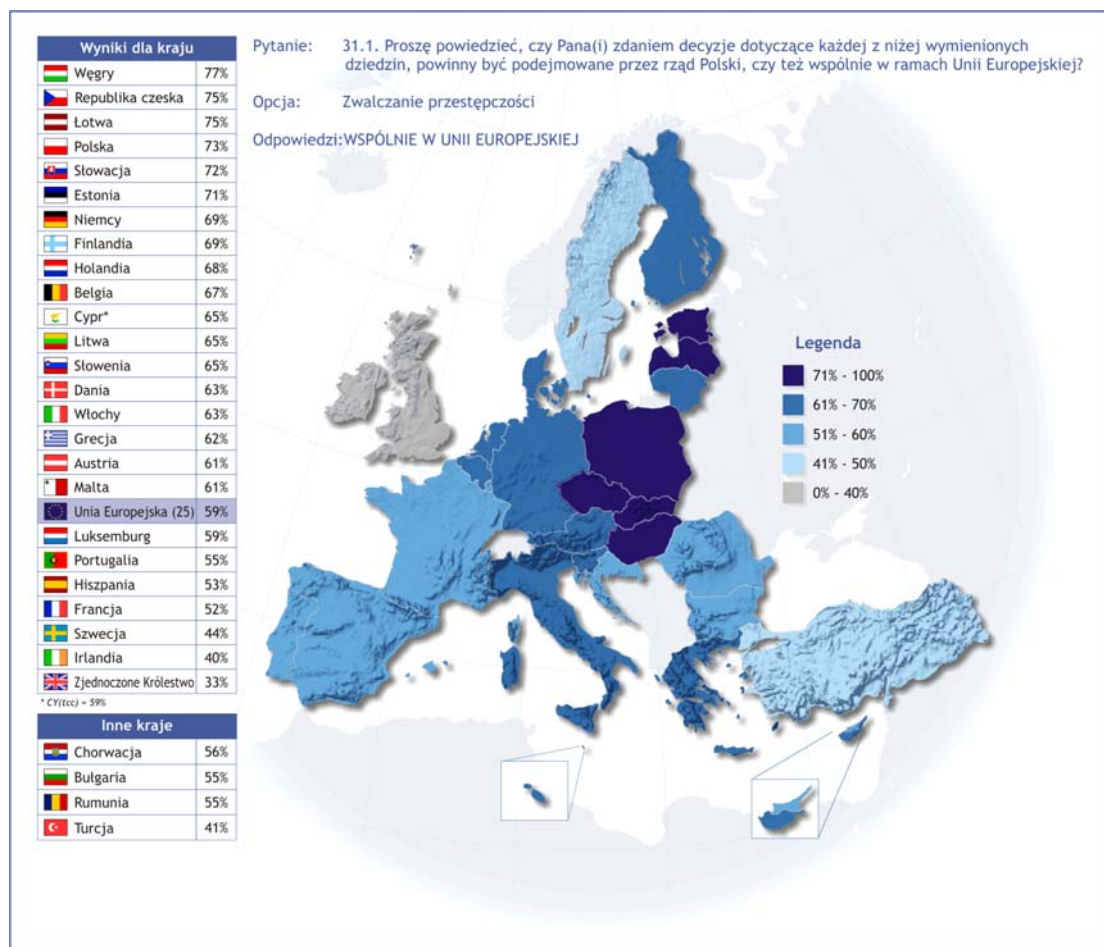 Wyniki dla kraju
Węgry 77%
Republika czeska 75%
Łotwa 75%
Polska 73%
Słowacja 72%
Estonia 71%
Niemcy 69%
Finlandia 69%
Holandia 68%
Belgia 67%
Cypr* 65%
Litwa 65%
Słowenia 65%
Dania 63%
Włochy 63%
Grecja 62%
Austria 61%
Malta 61%
Unia Europejska (25) 59%
Luksemburg 59%
Portugalia 55%
Hiszpania 53%
Francja 52%
Szwecja 44%
Irlandia 40%
Zjednoczone Królestwo 33%
* CY(tcc) = 59%
Inne kraje
Chorwacja 56%
Bułgaria 55%
Rumunia 55%
Turcja 41%
Pytanie: 31.1. Proszę powiedzieć, czy Pana(i) zdaniem decyzje dotyczące każdej z niżej wymienionych
dziedzin, powinny być podejmowane przez rząd Polski, czy też wspólnie w ramach Unii Europejskiej?
Opcja: Zwalczanie przestępczości
Odpowiedzi: WSPÓLNIE W UNII EUROPEJSKIEJ
Legenda
71% - 100%
61% - 70%
51% - 60%
41% - 50%
0% - 40%